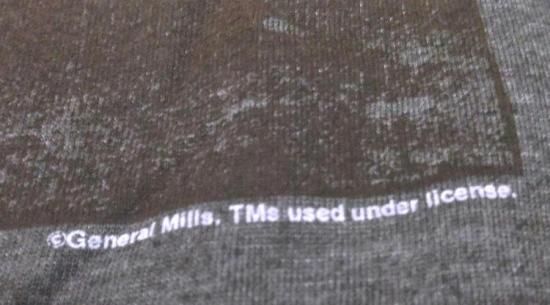 ©General Mills. TMs used under license.